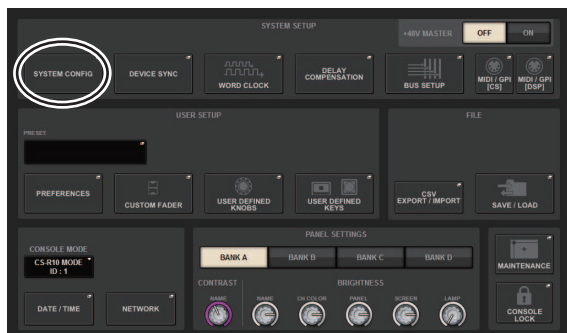 SYSTEM SETUP
+48V MASTER
OFF
ON
SYSTEM CONFIG
DEVICE SYNC
WORD CLOCK
DELAY
COMPENSATION
BUS SETUP
MIDI / GPI
[CS]
MIDI / GPI
[DSP]
USER SETUP
FILE
PRESET
PREFERENCES
CUSTOM FADER
USER DEFINED
KNOBS
USER DEFINED
KEYS
CSV
EXPORT / IMPORT
SAVE / LOAD
PANEL SETTINGS
CONSOLE MODE
CS-R10 MODE
ID : 1
BANK A
BANK B
BANK C
BANK D
MAINTENANCE
CONTRAST
BRIGHTNESS
NAME
NAME
CH COLOR
PANEL
SCREEN
LAMP
DATE / TIME
NETWORK
CONSOLE
LOCK